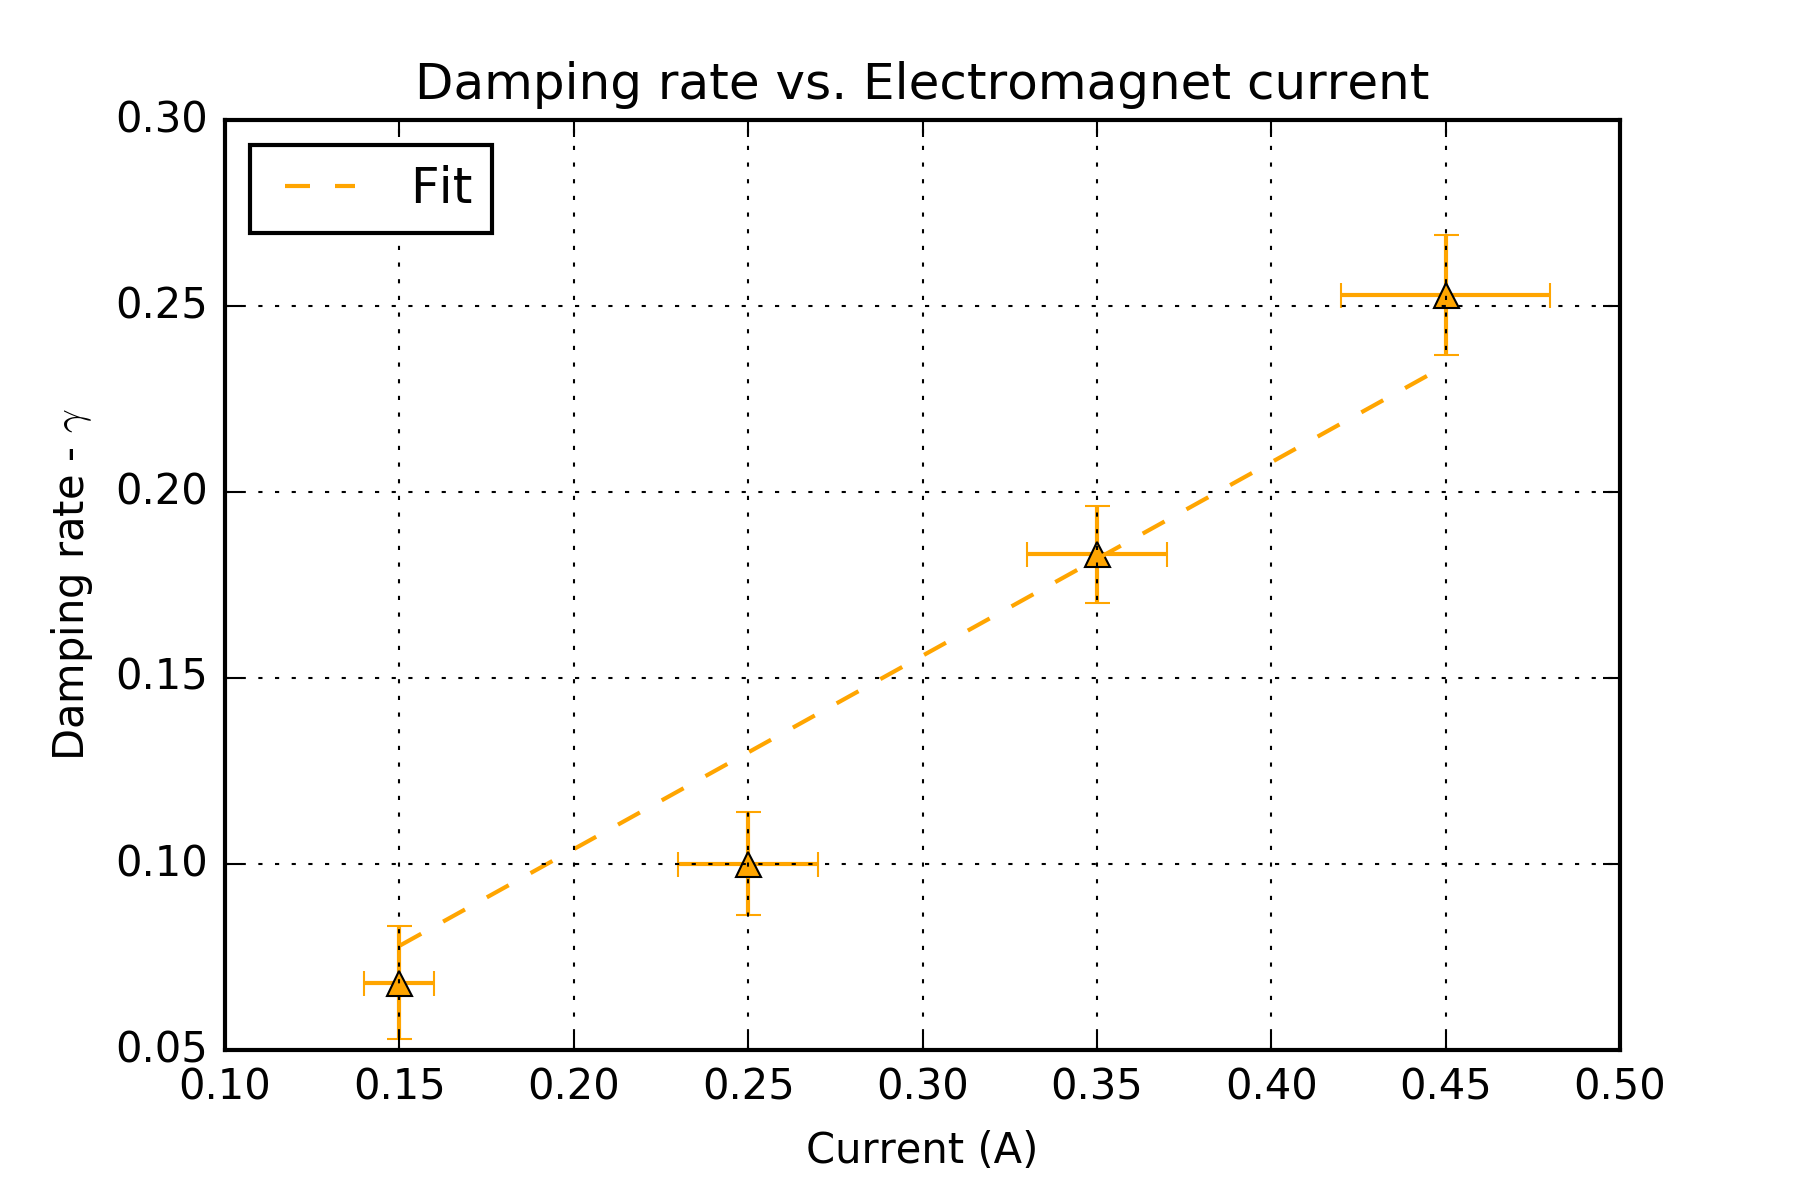 Damping rate vs. Electromagnet current
Fit
Damping rate - γ
0.30
0.25
0.20
0.15
0.10
0.05
0.10 0.15 0.20 0.25 0.30 0.35 0.40 0.45 0.50
Current (A)